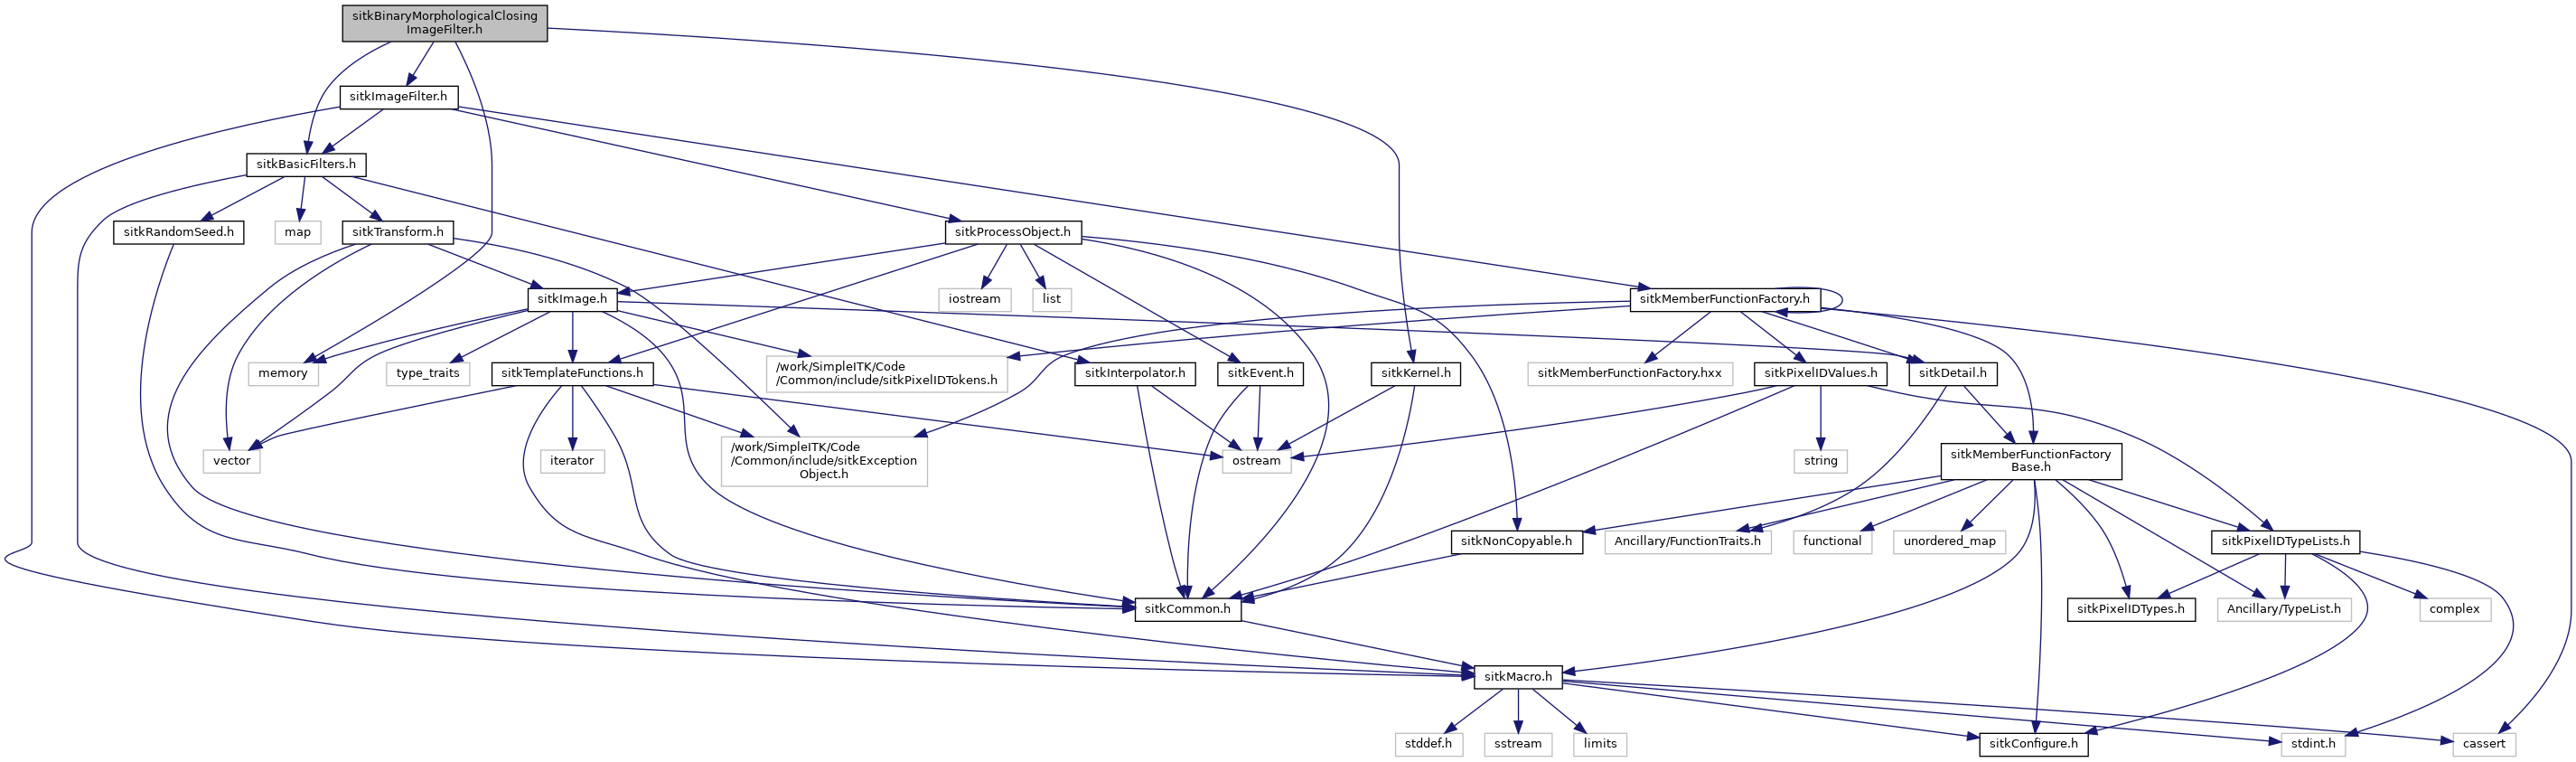 sitkBinaryMorphologicalClosing
ImageFilter.h
sitkImageFilter.h
sitkBasicFilters.h
sitkRandomSeed.h
map
sitkTransform.h
sitkProcessObject.h
sitkImage.h
iostream
list
sitkMemberFunctionFactory.h
memory
type_traits
sitkTemplateFunctions.h
/work/SimpleITK/Code
/Common/include/sitkPixelIDTokens.h
sitkInterpolator.h
sitkEvent.h
sitkKernel.h
sitkMemberFunctionFactory.hxx
sitkPixelIDValues.h
sitkDetail.h
vector
iterator
/work/SimpleITK/Code
/Common/include/sitkException
Object.h
ostream
string
sitkMemberFunctionFactory
Base.h
sitkNonCopyable.h
Ancillary/FunctionTraits.h
functional
unordered_map
sitkPixelIDTypeLists.h
sitkCommon.h
sitkPixelIDTypes.h
Ancillary/TypeList.h
complex
sitkMacro.h
stddef.h
sstream
limits
sitkConfigure.h
stdint.h
cassert